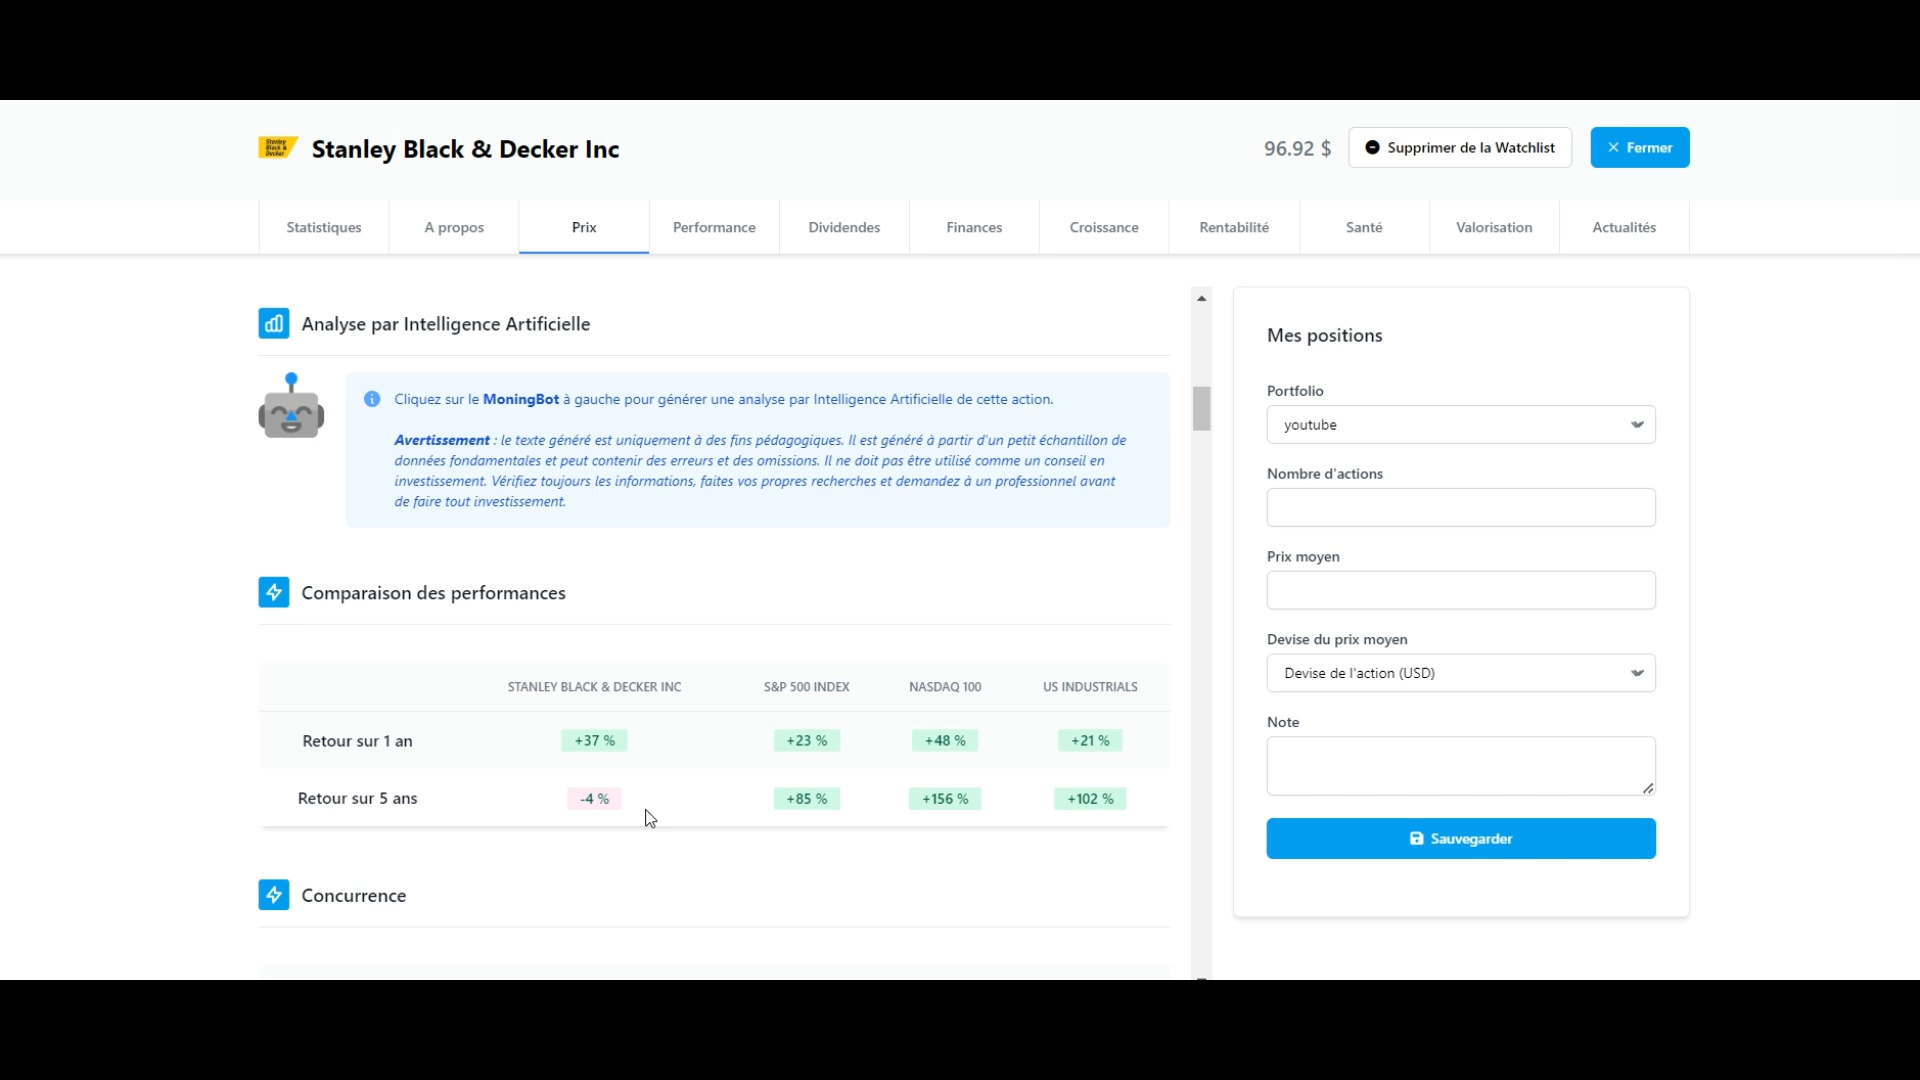 Stanley
Black &
Decker
Stanley Black & Decker Inc
96.92 $
Supprimer de la Watchlist
Fermer
Statistiques
A propos
Prix
Performance
Dividendes
Finances
Croissance
Rentabilité
Santé
Valorisation
Actualités
Analyse par Intelligence Artificielle
Cliquez sur le MoningBot à gauche pour générer une analyse par Intelligence Artificielle de cette action.
Avertissement : le texte généré est uniquement à des fins pédagogiques. Il est généré à partir d'un petit échantillon de
données fondamentales et peut contenir des erreurs et des omissions. Il ne doit pas être utilisé comme un conseil en
investissement. Vérifiez toujours les informations, faites vos propres recherches et demandez à un professionnel avant
de faire tout investissement.
Comparaison des performances
STANLEY BLACK & DECKER INC S&P 500 INDEX NASDAQ 100 US INDUSTRIALS
Retour sur 1 an +37 % +23 % +48 % +21 %
Retour sur 5 ans -4 % +85 % +156 % +102 %
Concurrence
Mes positions
Portfolio
youtube
Nombre d'actions
Prix moyen
Devise du prix moyen
Devise de l'action (USD)
Note
Sauvegarder